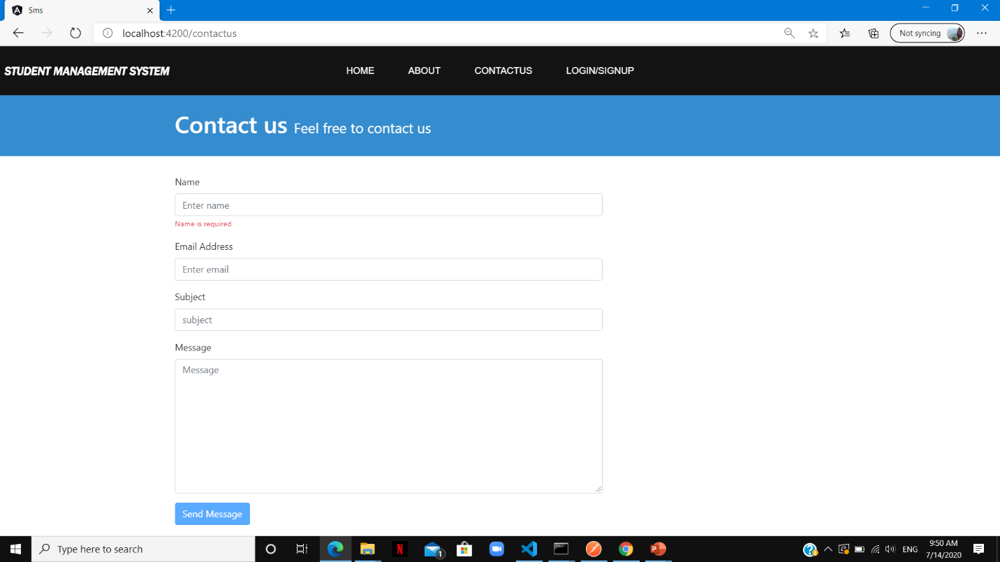 Sms
localhost:4200/contactus
Not syncing
STUDENT MANAGEMENT SYSTEM
HOME ABOUT CONTACTUS LOGIN/SIGNUP
Contact us Feel free to contact us
Name
Enter name
Name is required
Email Address
Enter email
Subject
subject
Message
Message
Send Message
Type here to search
1
ENG
9:50 AM
7/14/2020